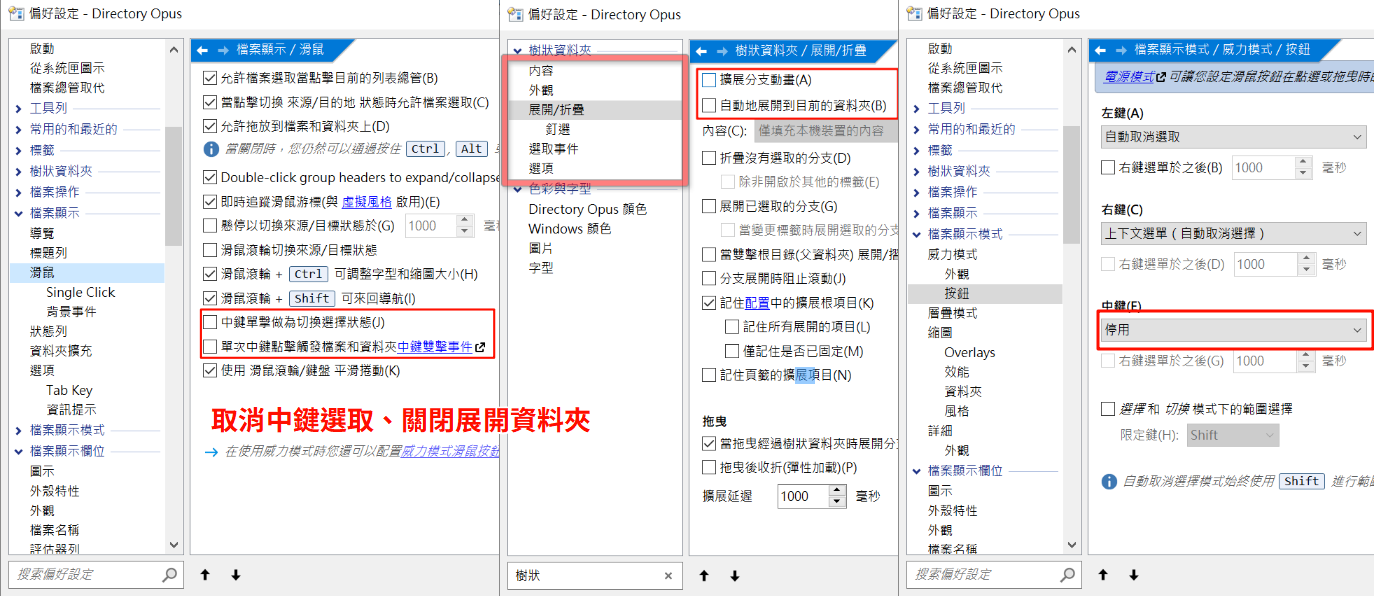 偏好設定 - Directory Opus
啟動
從系統匣圖示
檔案總管取代
工具列
常用的和最近的
標籤
樹狀資料夾
檔案操作
檔案顯示
導覽
標題列
滑鼠
Single Click
背景事件
狀態列
資料夾擴充
選項
Tab Key
資訊提示
檔案顯示模式
檔案顯示欄位
圖示
外殼特性
外觀
檔案名稱
評估器列
搜索偏好設定
檔案顯示 / 滑鼠
允許檔案選取當點擊目前的列表總管(B)
當點擊切換 來源/目的地 狀態時允許檔案選取(C)
允許拖放到檔案和資料夾上(D)
當關閉時，您仍然可以通過按住 Ctrl , Alt
Double-click group headers to expand/collapse
即時追蹤滑鼠游標(與 虛擬風格 啟用)(E)
懸停以切換來源/目標狀態於(G) 1000 毫秒
滑鼠滾輪切換來源/目標狀態
滑鼠滾輪 + Ctrl 可調整字型和縮圖大小(H)
滑鼠滾輪 + Shift 可來回導航(I)
中鍵單擊做為切換選擇狀態(J)
單次中鍵點擊觸發檔案和資料夾中鍵雙擊事件
使用 滑鼠滾輪/鍵盤 平滑捲動(K)
取消中鍵選取、關閉展開資料夾
在使用威力模式時您還可以配置威力模式滑鼠按鈕
偏好設定 - Directory Opus
樹狀資料夾
內容
外觀
展開/折疊
釘選
選取事件
選項
色彩與字型
Directory Opus 顏色
Windows 顏色
圖片
字型
樹狀
樹狀資料夾 / 展開/折疊
擴展分支動畫(A)
自動地展開到目前的資料夾(B)
內容(C): 僅填充本機裝置的內容
折疊沒有選取的分支(D)
除非開啟於其他的標籤(E)
展開已選取的分支(G)
當變更標籤時展開選取的分支
當雙擊根目錄(父資料夾) 展開/摺
分支展開時阻止滾動(J)
記住配置中的擴展根項目(K)
記住所有展開的項目(L)
僅記住是否已固定(M)
記住頁籤的擴展項目(N)
拖曳
當拖曳經過樹狀資料夾時展開分支
拖曳後收折(彈性加載)(P)
擴展延遲 1000 毫秒
偏好設定 - Directory Opus
啟動
從系統匣圖示
檔案總管取代
工具列
常用的和最近的
標籤
樹狀資料夾
檔案操作
檔案顯示
檔案顯示模式
威力模式
外觀
按鈕
層疊模式
縮圖
Overlays
效能
資料夾
風格
詳細
外觀
檔案顯示欄位
圖示
外殼特性
外觀
檔案名稱
搜索偏好設定
檔案顯示模式 / 威力模式 / 按鈕
電源模式 可讓您設定滑鼠按鈕在點選或拖曳時的
左鍵(A)
自動取消選取
右鍵選單於之後(B) 1000 毫秒
右鍵(C)
上下文選單（自動取消選擇）
右鍵選單於之後(D) 1000 毫秒
中鍵(F)
停用
右鍵選單於之後(G) 1000 毫秒
選擇 和 切換 模式下的範圍選擇
限定鍵(H): Shift
自動取消選擇模式始終使用 Shift 進行範圍